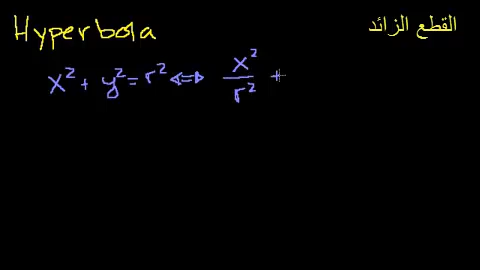 Hyperbola
القطع الزائد
x² + y² = r² ⇔ x²/r² +